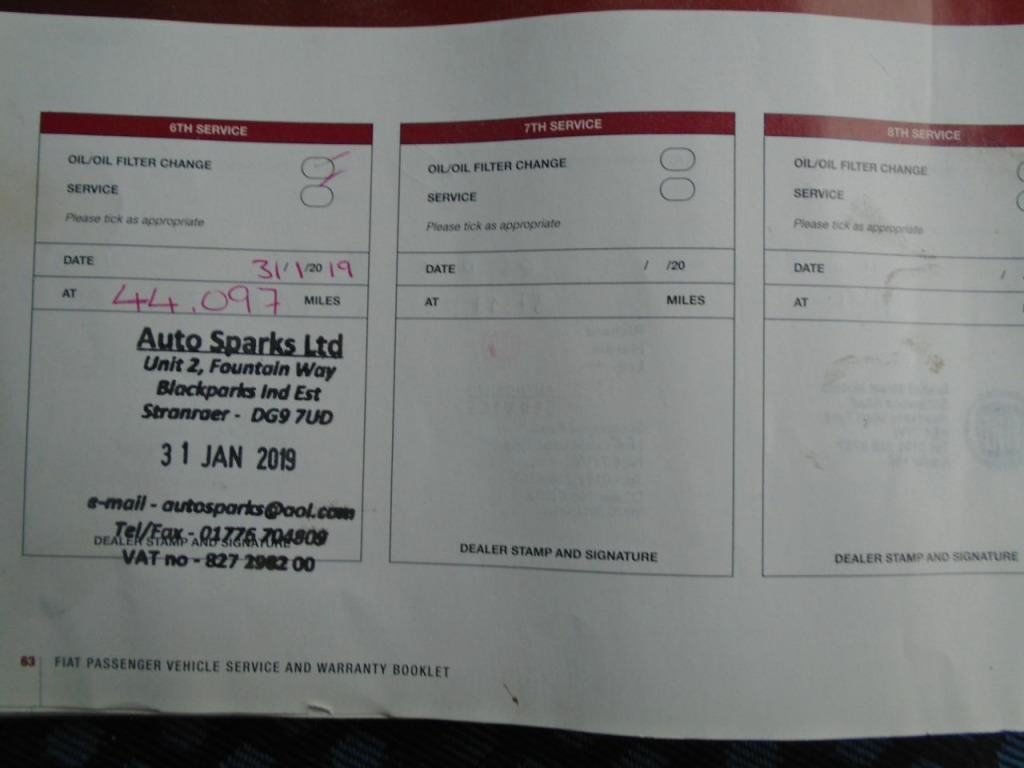 6TH SERVICE
OIL/OIL FILTER CHANGE
SERVICE
Please tick as appropriate
DATE 31/1/2019
AT 44.097 MILES
Auto Sparks Ltd
Unit 2, Fountain Way
Blackparks Ind Est
Stranraer - DG9 7UD
31 JAN 2019
e-mail - autosparks@aol.com
Tel/Fax - 01776 704809
DEALER STAMP AND SIGNATURE
VAT no - 827 2982 00
7TH SERVICE
OIL/OIL FILTER CHANGE
SERVICE
Please tick as appropriate
DATE / /20
AT MILES
DEALER STAMP AND SIGNATURE
8TH SERVICE
OIL/OIL FILTER CHANGE
SERVICE
Please tick as appropriate
DATE /
AT
DEALER STAMP AND SIGNATURE
63 FIAT PASSENGER VEHICLE SERVICE AND WARRANTY BOOKLET